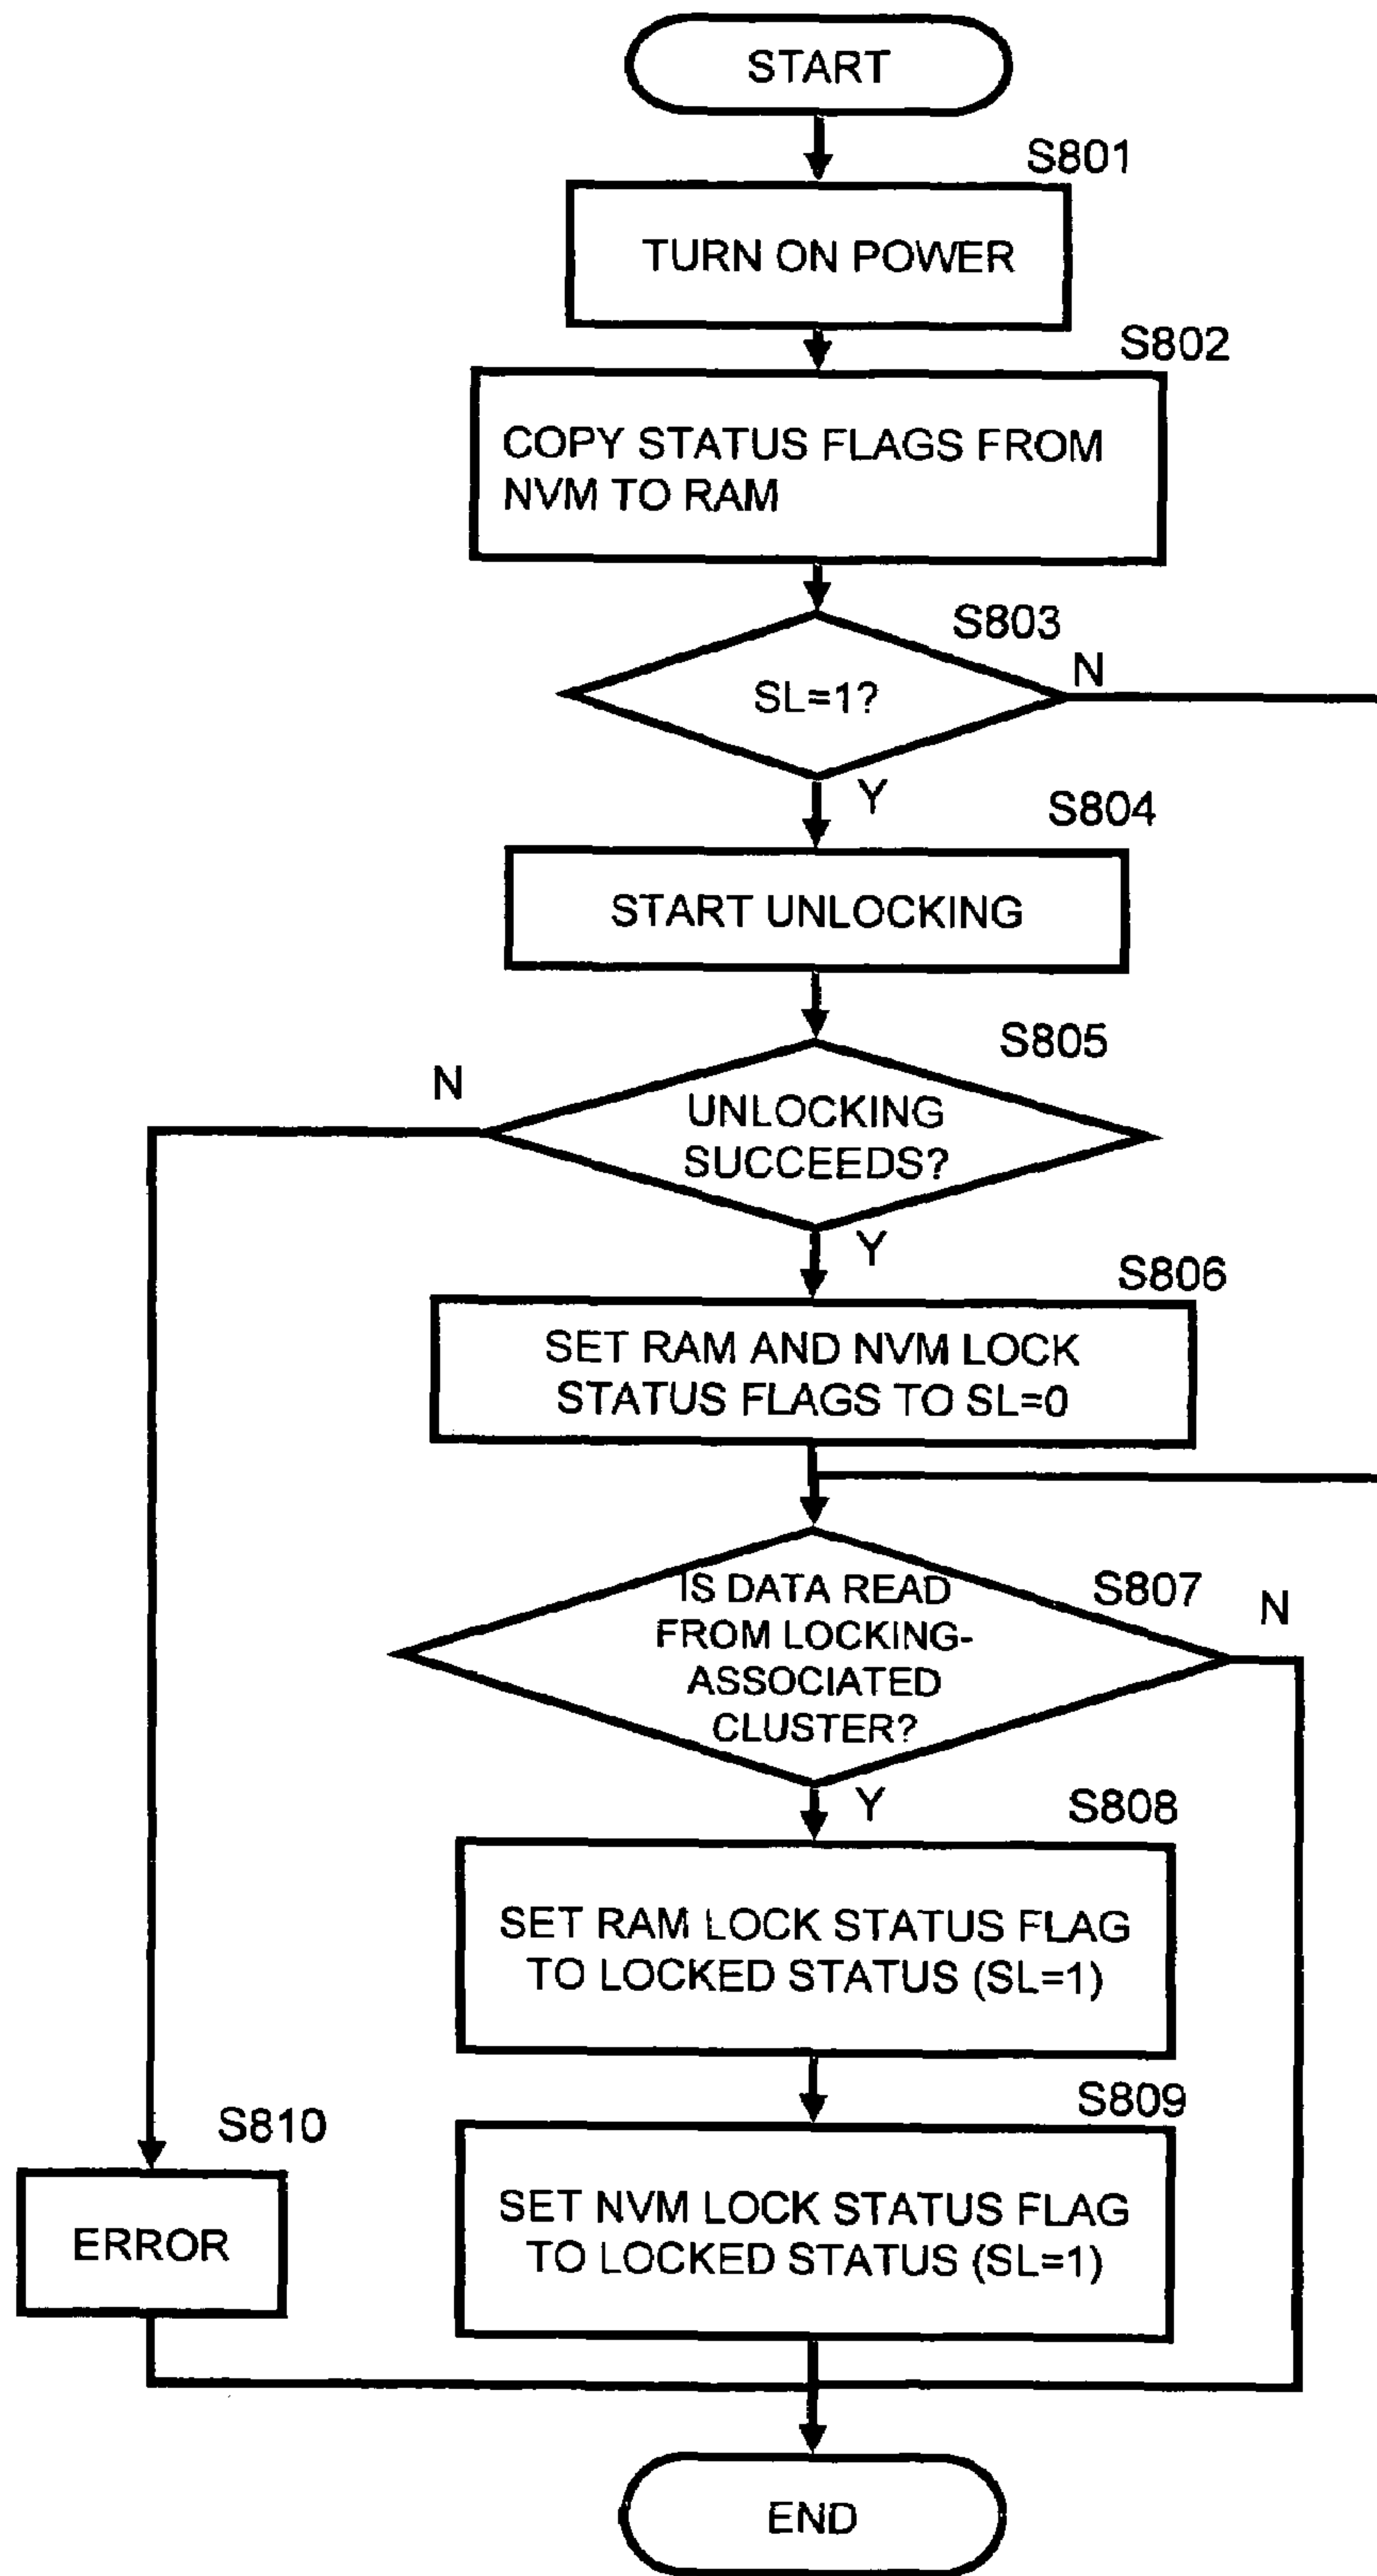 START
S801
TURN ON POWER
S802
COPY STATUS FLAGS FROM
NVM TO RAM
S803
SL=1?
N
Y
S804
START UNLOCKING
S805
N
UNLOCKING
SUCCEEDS?
Y
S806
SET RAM AND NVM LOCK
STATUS FLAGS TO SL=0
S807
N
IS DATA READ
FROM LOCKING-
ASSOCIATED
CLUSTER?
Y
S808
SET RAM LOCK STATUS FLAG
TO LOCKED STATUS (SL=1)
S809
SET NVM LOCK STATUS FLAG
TO LOCKED STATUS (SL=1)
S810
ERROR
END